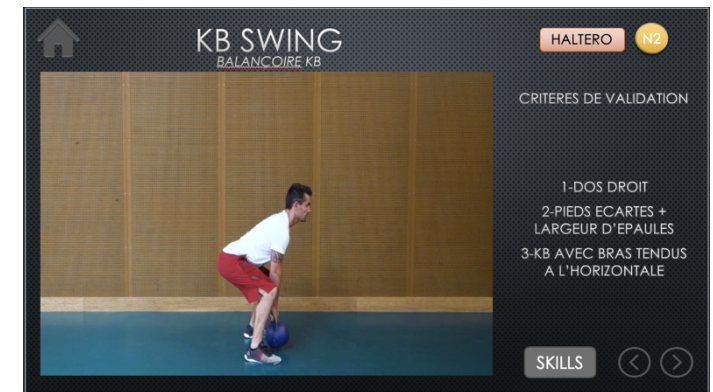 KB SWING
BALANCOIRE KB
HALTERO
N2
CRITERES DE VALIDATION
1-DOS DROIT
2-PIEDS ECARTES +
LARGEUR D'EPAULES
3-KB AVEC BRAS TENDUS
A L'HORIZONTALE
SKILLS